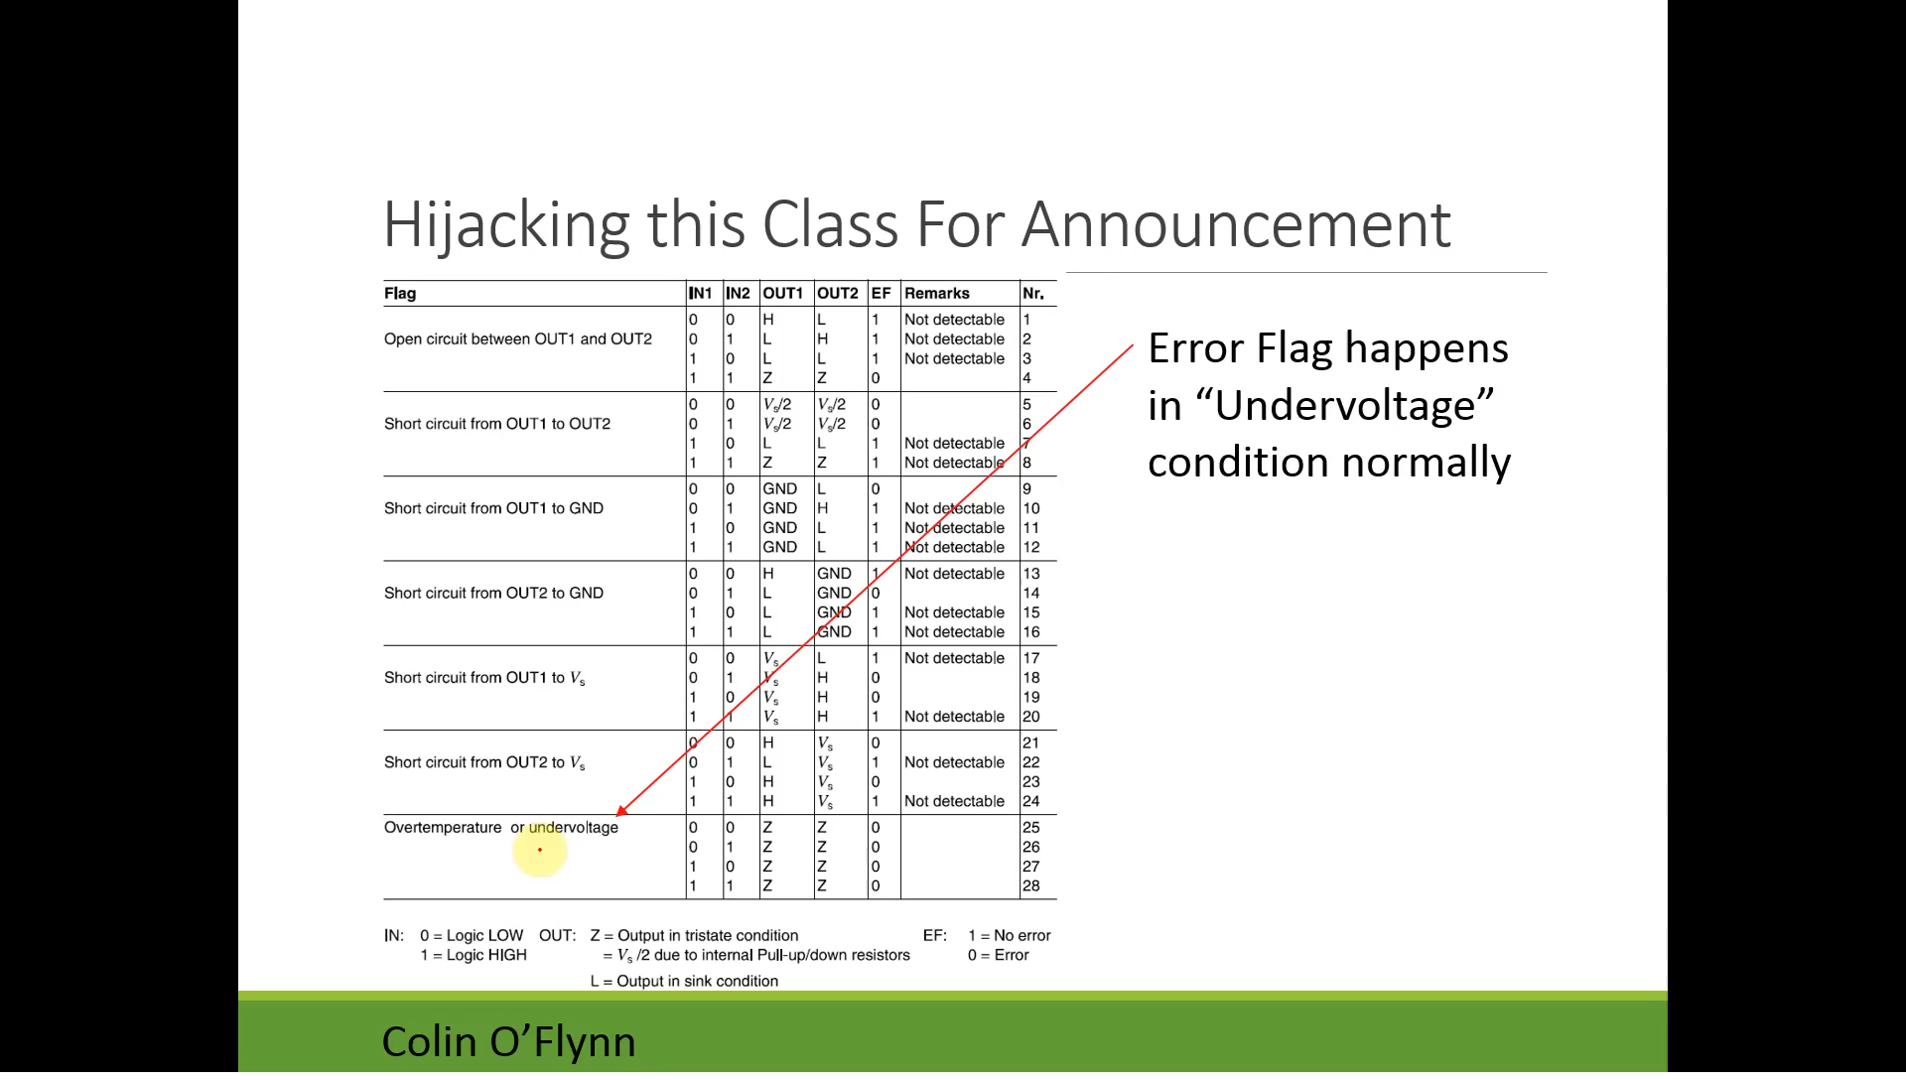 Hijacking this Class For Announcement
Flag IN1 IN2 OUT1 OUT2 EF Remarks Nr.
0 0 H L 1 Not detectable 1
Open circuit between OUT1 and OUT2 0 1 L H 1 Not detectable 2
1 0 L L 1 Not detectable 3
1 1 Z Z 0 4
0 0 Vs/2 Vs/2 0 5
Short circuit from OUT1 to OUT2 0 1 Vs/2 Vs/2 0 6
1 0 L L 1 Not detectable 7
1 1 Z Z 1 Not detectable 8
0 0 GND L 0 9
Short circuit from OUT1 to GND 0 1 GND H 1 Not detectable 10
1 0 GND L 1 Not detectable 11
1 1 GND L 1 Not detectable 12
0 0 H GND 1 Not detectable 13
Short circuit from OUT2 to GND 0 1 L GND 0 14
1 0 L GND 1 Not detectable 15
1 1 L GND 1 Not detectable 16
0 0 Vs L 1 Not detectable 17
Short circuit from OUT1 to Vs 0 1 Vs H 0 18
1 0 Vs H 0 19
1 1 Vs H 1 Not detectable 20
0 0 H Vs 0 21
Short circuit from OUT2 to Vs 0 1 L Vs 1 Not detectable 22
1 0 H Vs 0 23
1 1 H Vs 1 Not detectable 24
Overtemperature or undervoltage 0 0 Z Z 0 25
0 1 Z Z 0 26
1 0 Z Z 0 27
1 1 Z Z 0 28
IN: 0 = Logic LOW OUT: Z = Output in tristate condition EF: 1 = No error
1 = Logic HIGH = Vs /2 due to internal Pull-up/down resistors 0 = Error
L = Output in sink condition
Error Flag happens
in “Undervoltage”
condition normally
Colin O’Flynn